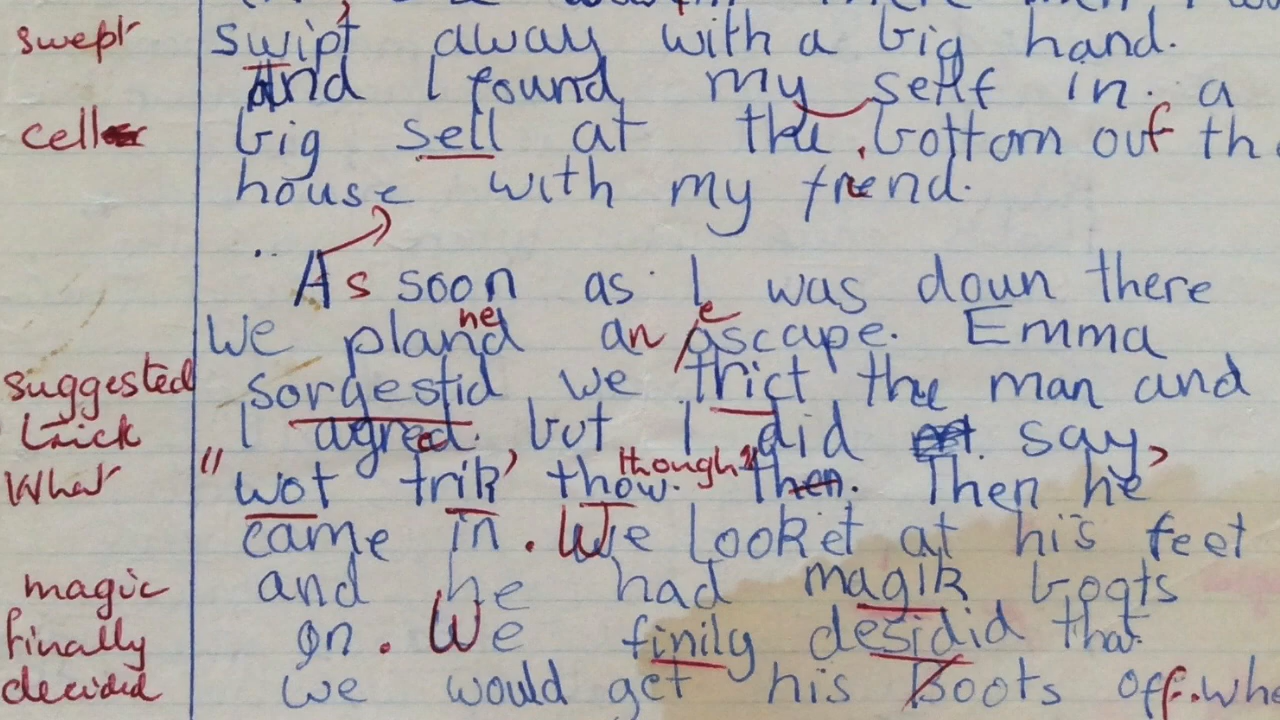 swept swipt away with a big hand.
And I found my self in a
cell big sell at the bottom out th
house with my frend.
As soon as I was down there
we planned an escape. Emma
suggested sorgestid we trict the man and
trick I agred, but I did say,
What "wot trik, thow. though" then. Then he
came in. We looket at his feet
magic and he had magik boots
finally on. We finily desidid that
decided we would get his Boots off. whe